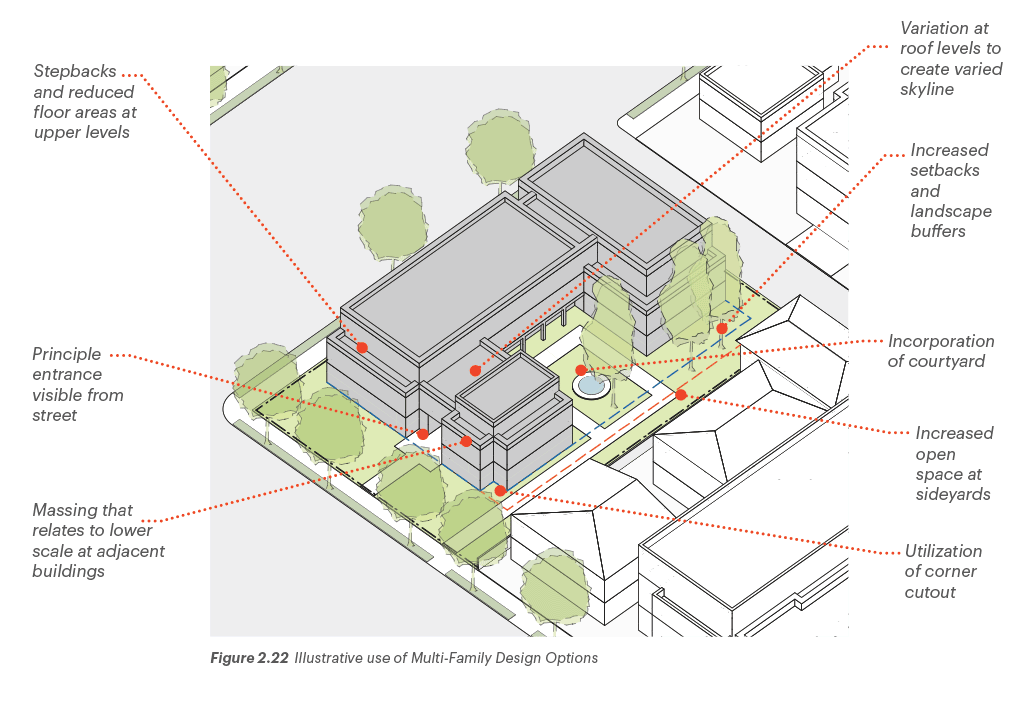 Variation at
roof levels to
create varied
skyline
Stepbacks
and reduced
floor areas at
upper levels
Increased
setbacks
and
landscape
buffers
Incorporation
of courtyard
Principle
entrance
visible from
street
Increased
open
space at
sideyards
Massing that
relates to lower
scale at adjacent
buildings
Utilization
of corner
cutout
Figure 2.22 Illustrative use of Multi-Family Design Options